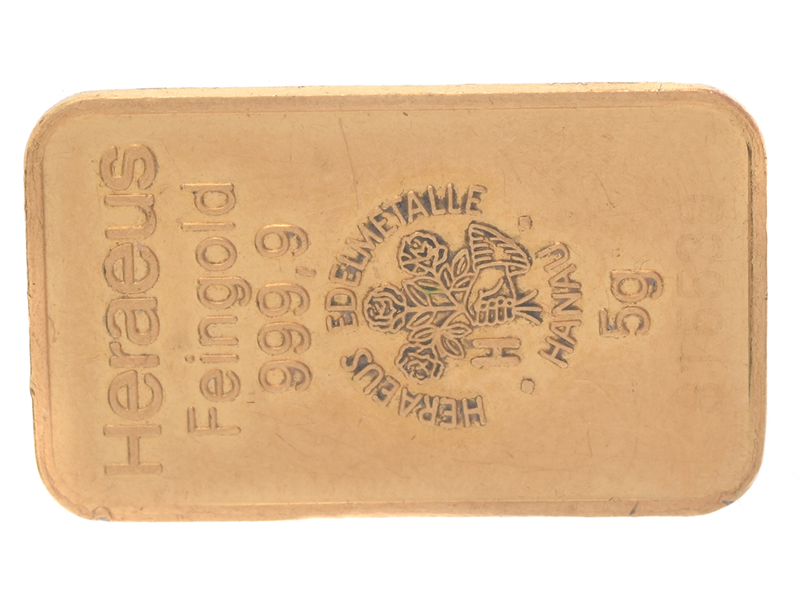 Heraeus
Feingold
999,9
HERAEUS EDELMETALLE
HANAU
H
5g